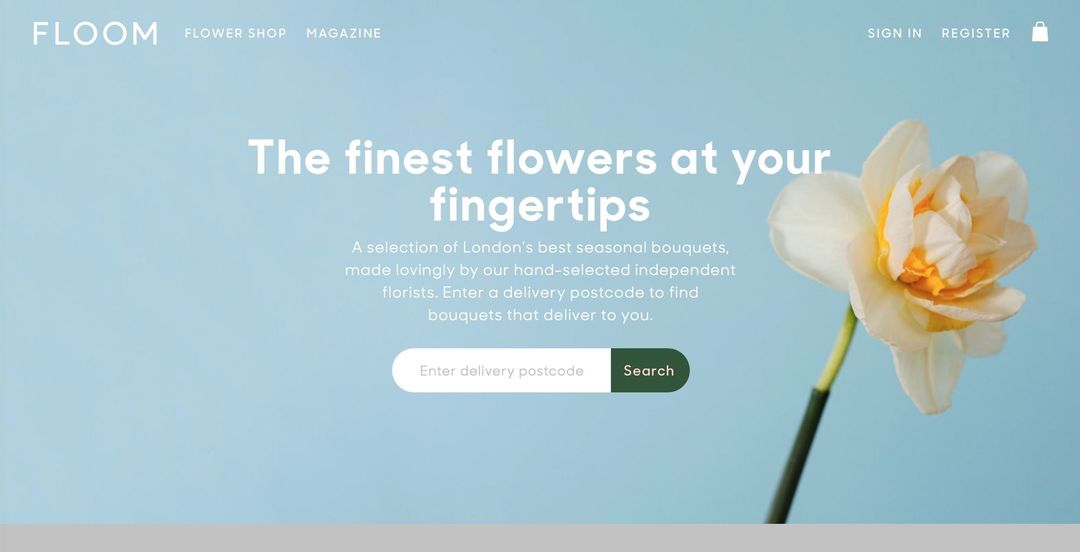 FLOOM
FLOWER SHOP
MAGAZINE
SIGN IN
REGISTER
The finest flowers at your
fingertips
A selection of London's best seasonal bouquets,
made lovingly by our hand-selected independent
florists. Enter a delivery postcode to find
bouquets that deliver to you.
Enter delivery postcode
Search